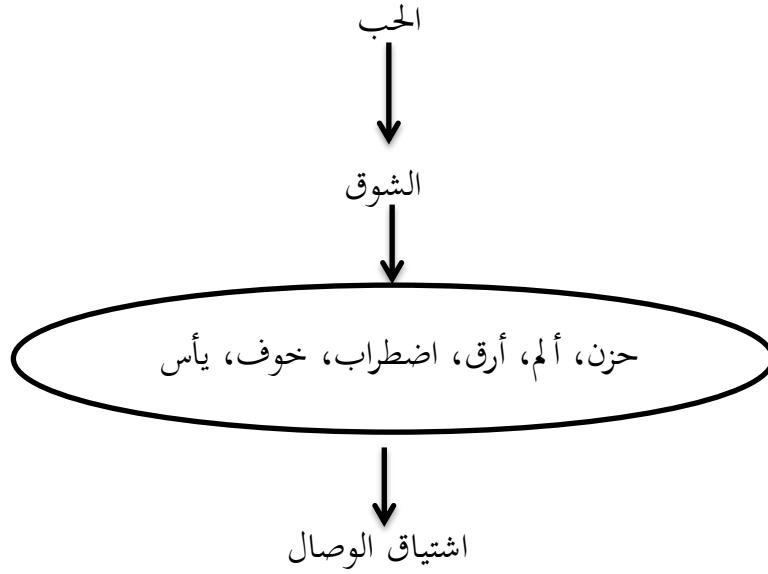 الحب
الشوق
حزن، ألم، أرق، اضطراب، خوف، يأس
اشتياق الوصال